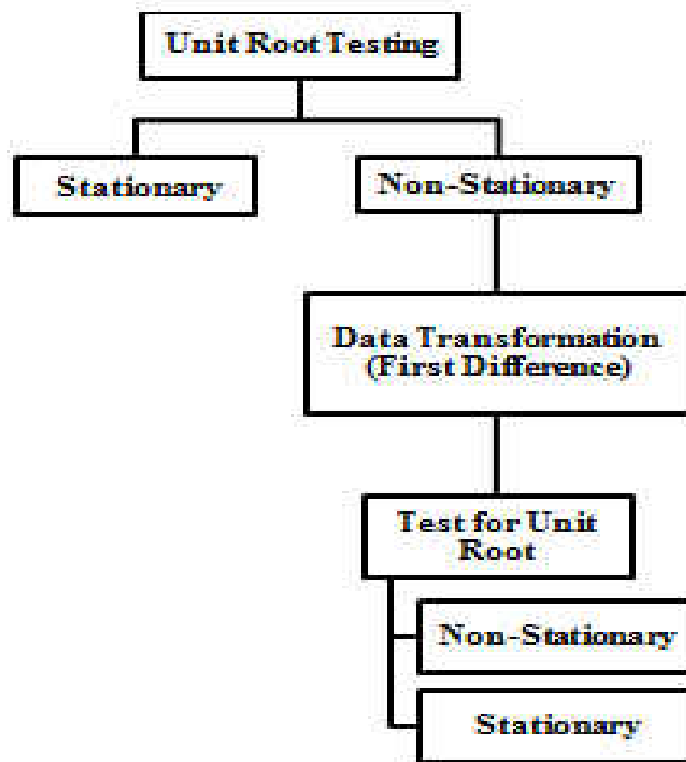 Unit Root Testing
Stationary
Non-Stationary
Data Transformation
(First Difference)
Test for Unit
Root
Non-Stationary
Stationary